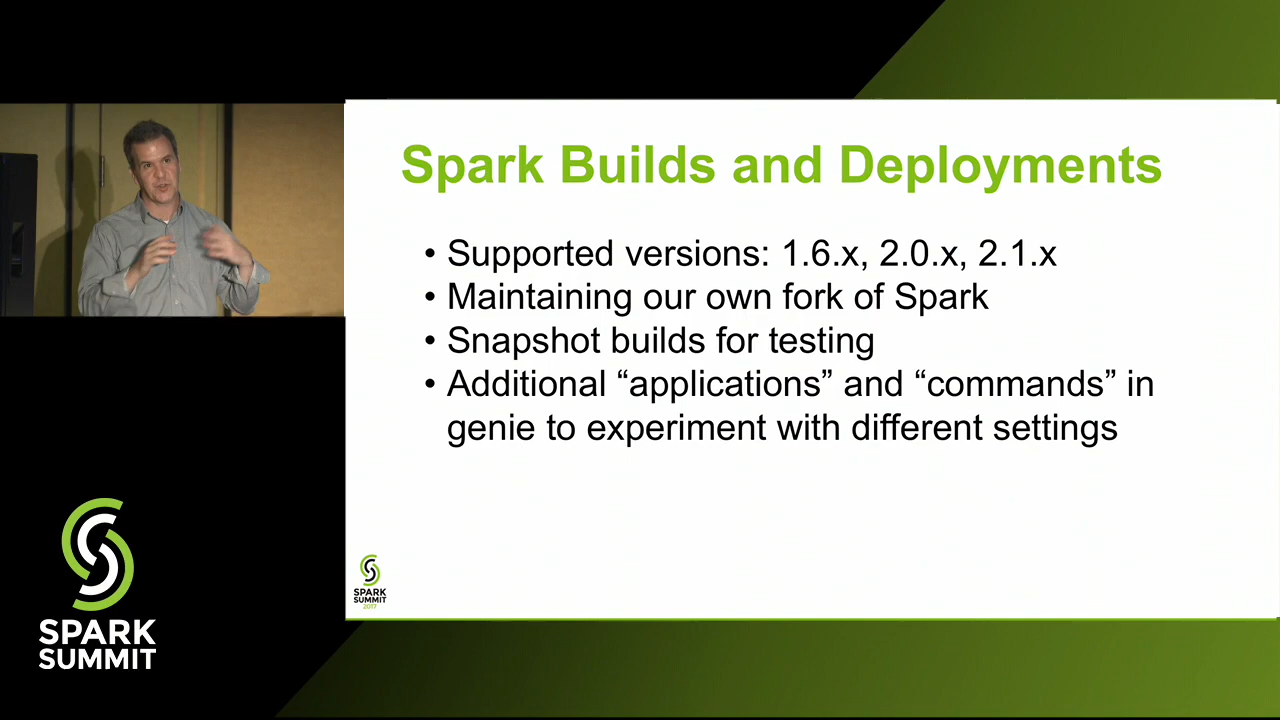 Spark Builds and Deployments
• Supported versions: 1.6.x, 2.0.x, 2.1.x
• Maintaining our own fork of Spark
• Snapshot builds for testing
• Additional “applications” and “commands” in
genie to experiment with different settings
SPARK
SUMMIT
2017
SPARK
SUMMIT